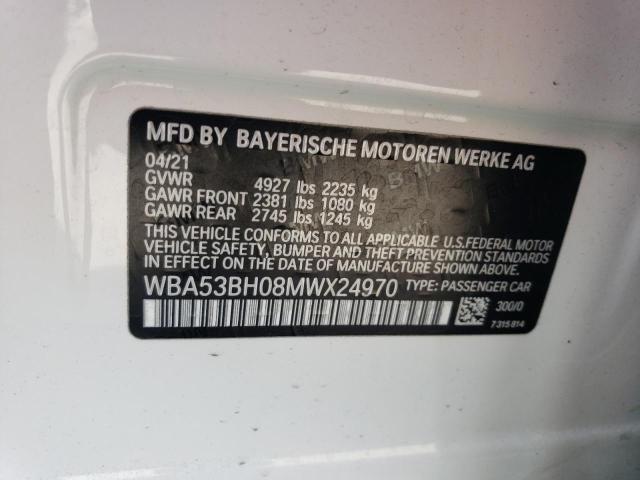 MFD BY BAYERISCHE MOTOREN WERKE AG
04/21
GVWR 4927 lbs 2235 kg
GAWR FRONT 2381 lbs 1080 kg
GAWR REAR 2745 lbs 1245 kg
THIS VEHICLE CONFORMS TO ALL APPLICABLE U.S.FEDERAL MOTOR
VEHICLE SAFETY, BUMPER, AND THEFT PREVENTION STANDARDS
IN EFFECT ON THE DATE OF MANUFACTURE SHOWN ABOVE.
WBA53BH08MWX24970 TYPE: PASSENGER CAR
300/0
7315814